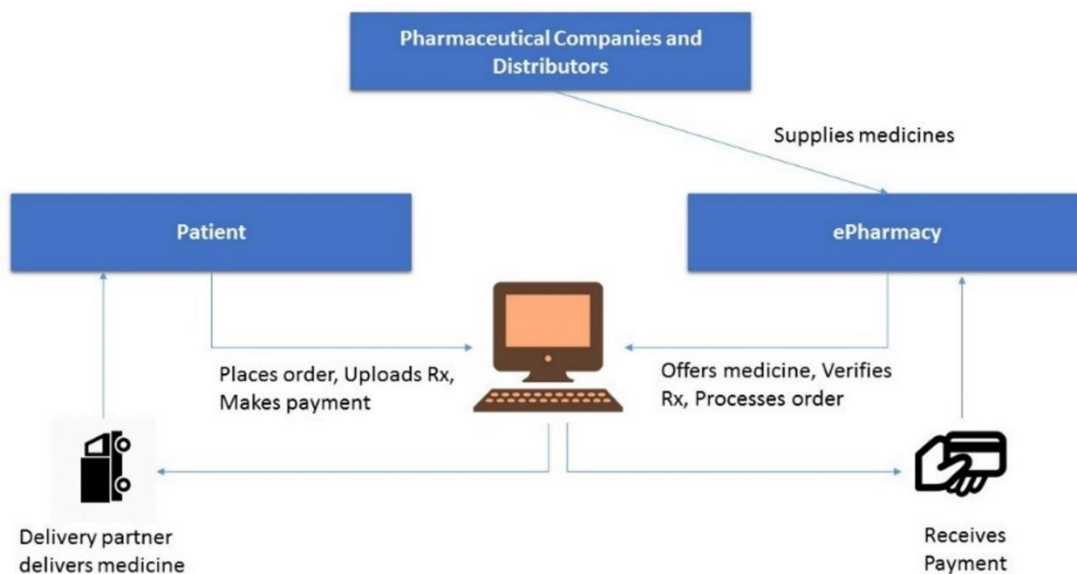 Pharmaceutical Companies and
Distributors
Supplies medicines
Patient
ePharmacy
Places order, Uploads Rx,
Makes payment
Offers medicine, Verifies
Rx, Processes order
Delivery partner
delivers medicine
Receives
Payment